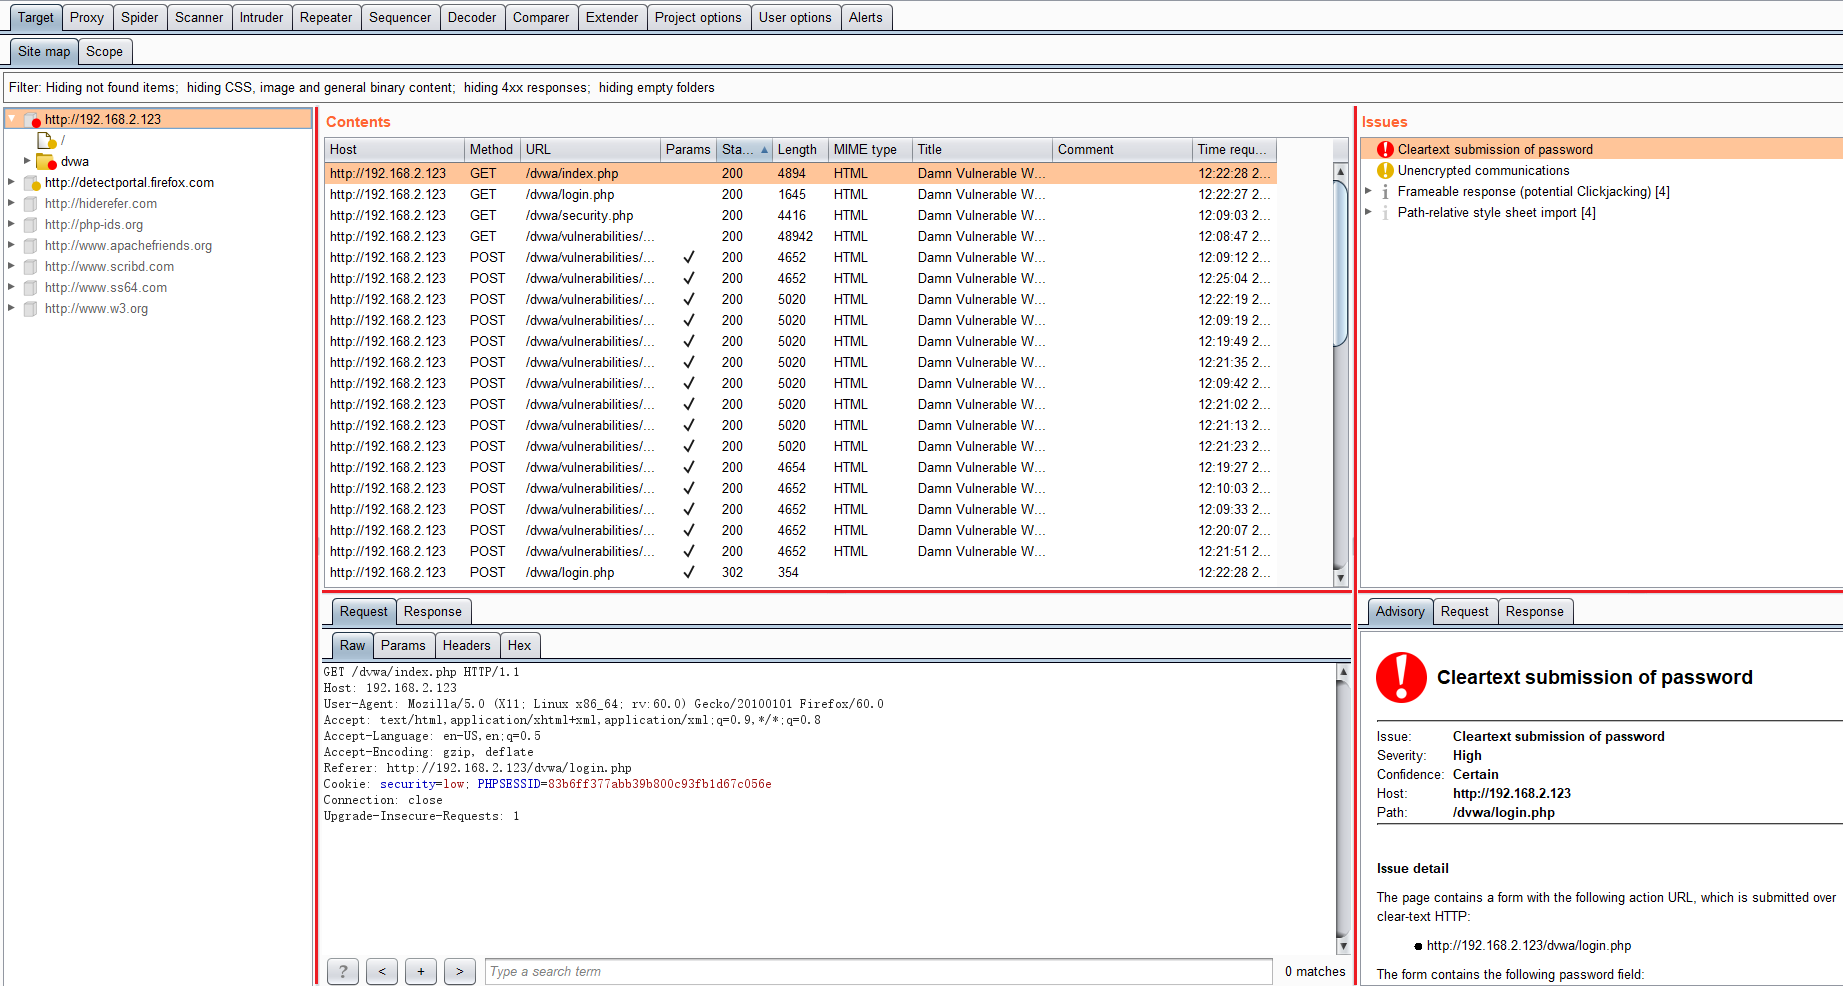 Target Proxy Spider Scanner Intruder Repeater Sequencer Decoder Comparer Extender Project options User options Alerts
Site map Scope
Filter: Hiding not found items; hiding CSS, image and general binary content; hiding 4xx responses; hiding empty folders
http://192.168.2.123
/
dvwa
http://detectportal.firefox.com
http://hiderefer.com
http://php-ids.org
http://www.apachefriends.org
http://www.scribd.com
http://www.ss64.com
http://www.w3.org
Contents
Host Method URL Params Sta... Length MIME type Title Comment Time requ...
http://192.168.2.123 GET /dvwa/index.php 200 4894 HTML Damn Vulnerable W... 12:22:28 2...
http://192.168.2.123 GET /dvwa/login.php 200 1645 HTML Damn Vulnerable W... 12:22:27 2...
http://192.168.2.123 GET /dvwa/security.php 200 4416 HTML Damn Vulnerable W... 12:09:03 2...
http://192.168.2.123 GET /dvwa/vulnerabilities/... 200 48942 HTML Damn Vulnerable W... 12:08:47 2...
http://192.168.2.123 POST /dvwa/vulnerabilities/... ✓ 200 4652 HTML Damn Vulnerable W... 12:09:12 2...
http://192.168.2.123 POST /dvwa/vulnerabilities/... ✓ 200 4652 HTML Damn Vulnerable W... 12:25:04 2...
http://192.168.2.123 POST /dvwa/vulnerabilities/... ✓ 200 5020 HTML Damn Vulnerable W... 12:22:19 2...
http://192.168.2.123 POST /dvwa/vulnerabilities/... ✓ 200 5020 HTML Damn Vulnerable W... 12:09:19 2...
http://192.168.2.123 POST /dvwa/vulnerabilities/... ✓ 200 5020 HTML Damn Vulnerable W... 12:19:49 2...
http://192.168.2.123 POST /dvwa/vulnerabilities/... ✓ 200 5020 HTML Damn Vulnerable W... 12:21:35 2...
http://192.168.2.123 POST /dvwa/vulnerabilities/... ✓ 200 5020 HTML Damn Vulnerable W... 12:09:42 2...
http://192.168.2.123 POST /dvwa/vulnerabilities/... ✓ 200 5020 HTML Damn Vulnerable W... 12:21:02 2...
http://192.168.2.123 POST /dvwa/vulnerabilities/... ✓ 200 5020 HTML Damn Vulnerable W... 12:21:13 2...
http://192.168.2.123 POST /dvwa/vulnerabilities/... ✓ 200 5020 HTML Damn Vulnerable W... 12:21:23 2...
http://192.168.2.123 POST /dvwa/vulnerabilities/... ✓ 200 4654 HTML Damn Vulnerable W... 12:19:27 2...
http://192.168.2.123 POST /dvwa/vulnerabilities/... ✓ 200 4652 HTML Damn Vulnerable W... 12:10:03 2...
http://192.168.2.123 POST /dvwa/vulnerabilities/... ✓ 200 4652 HTML Damn Vulnerable W... 12:09:33 2...
http://192.168.2.123 POST /dvwa/vulnerabilities/... ✓ 200 4652 HTML Damn Vulnerable W... 12:20:07 2...
http://192.168.2.123 POST /dvwa/vulnerabilities/... ✓ 200 4652 HTML Damn Vulnerable W... 12:21:51 2...
http://192.168.2.123 POST /dvwa/login.php ✓ 302 354 12:22:28 2...
Request Response
Raw Params Headers Hex
GET /dvwa/index.php HTTP/1.1
Host: 192.168.2.123
User-Agent: Mozilla/5.0 (X11; Linux x86_64; rv:60.0) Gecko/20100101 Firefox/60.0
Accept: text/html,application/xhtml+xml,application/xml;q=0.9,*/*;q=0.8
Accept-Language: en-US,en;q=0.5
Accept-Encoding: gzip, deflate
Referer: http://192.168.2.123/dvwa/login.php
Cookie: security=low; PHPSESSID=83b6ff377abb39b800c93fb1d67c056e
Connection: close
Upgrade-Insecure-Requests: 1
? < + > Type a search term 0 matches
Issues
Cleartext submission of password
Unencrypted communications
Frameable response (potential Clickjacking) [4]
Path-relative style sheet import [4]
Advisory Request Response
Cleartext submission of password
Issue: Cleartext submission of password
Severity: High
Confidence: Certain
Host: http://192.168.2.123
Path: /dvwa/login.php
Issue detail
The page contains a form with the following action URL, which is submitted over
clear-text HTTP:
● http://192.168.2.123/dvwa/login.php
The form contains the following password field: